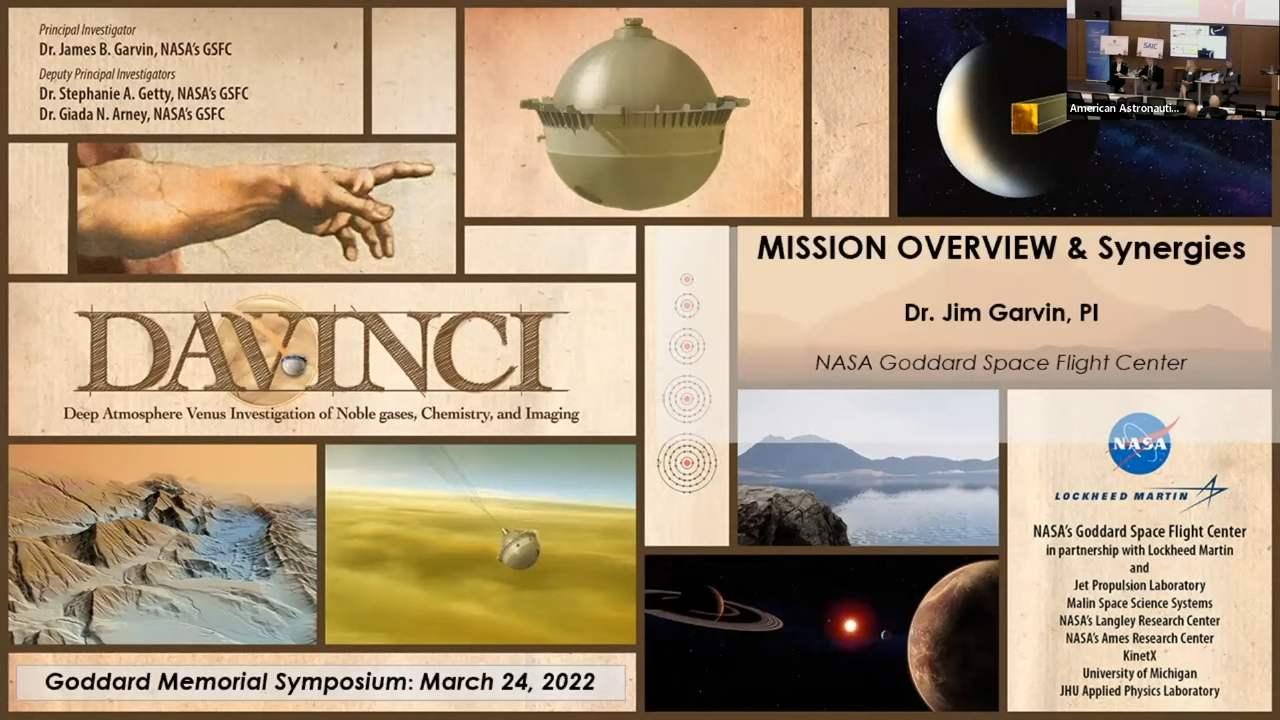 Principal Investigator
Dr. James B. Garvin, NASA's GSFC
Deputy Principal Investigators
Dr. Stephanie A. Getty, NASA's GSFC
Dr. Giada N. Arney, NASA's GSFC
SAIC
American Astronauti...
MISSION OVERVIEW & Synergies
Dr. Jim Garvin, PI
NASA Goddard Space Flight Center
DAVINCI
Deep Atmosphere Venus Investigation of Noble gases, Chemistry, and Imaging
NASA
LOCKHEED MARTIN
NASA's Goddard Space Flight Center
in partnership with Lockheed Martin
and
Jet Propulsion Laboratory
Malin Space Science Systems
NASA's Langley Research Center
NASA's Ames Research Center
KinetX
University of Michigan
JHU Applied Physics Laboratory
Goddard Memorial Symposium: March 24, 2022